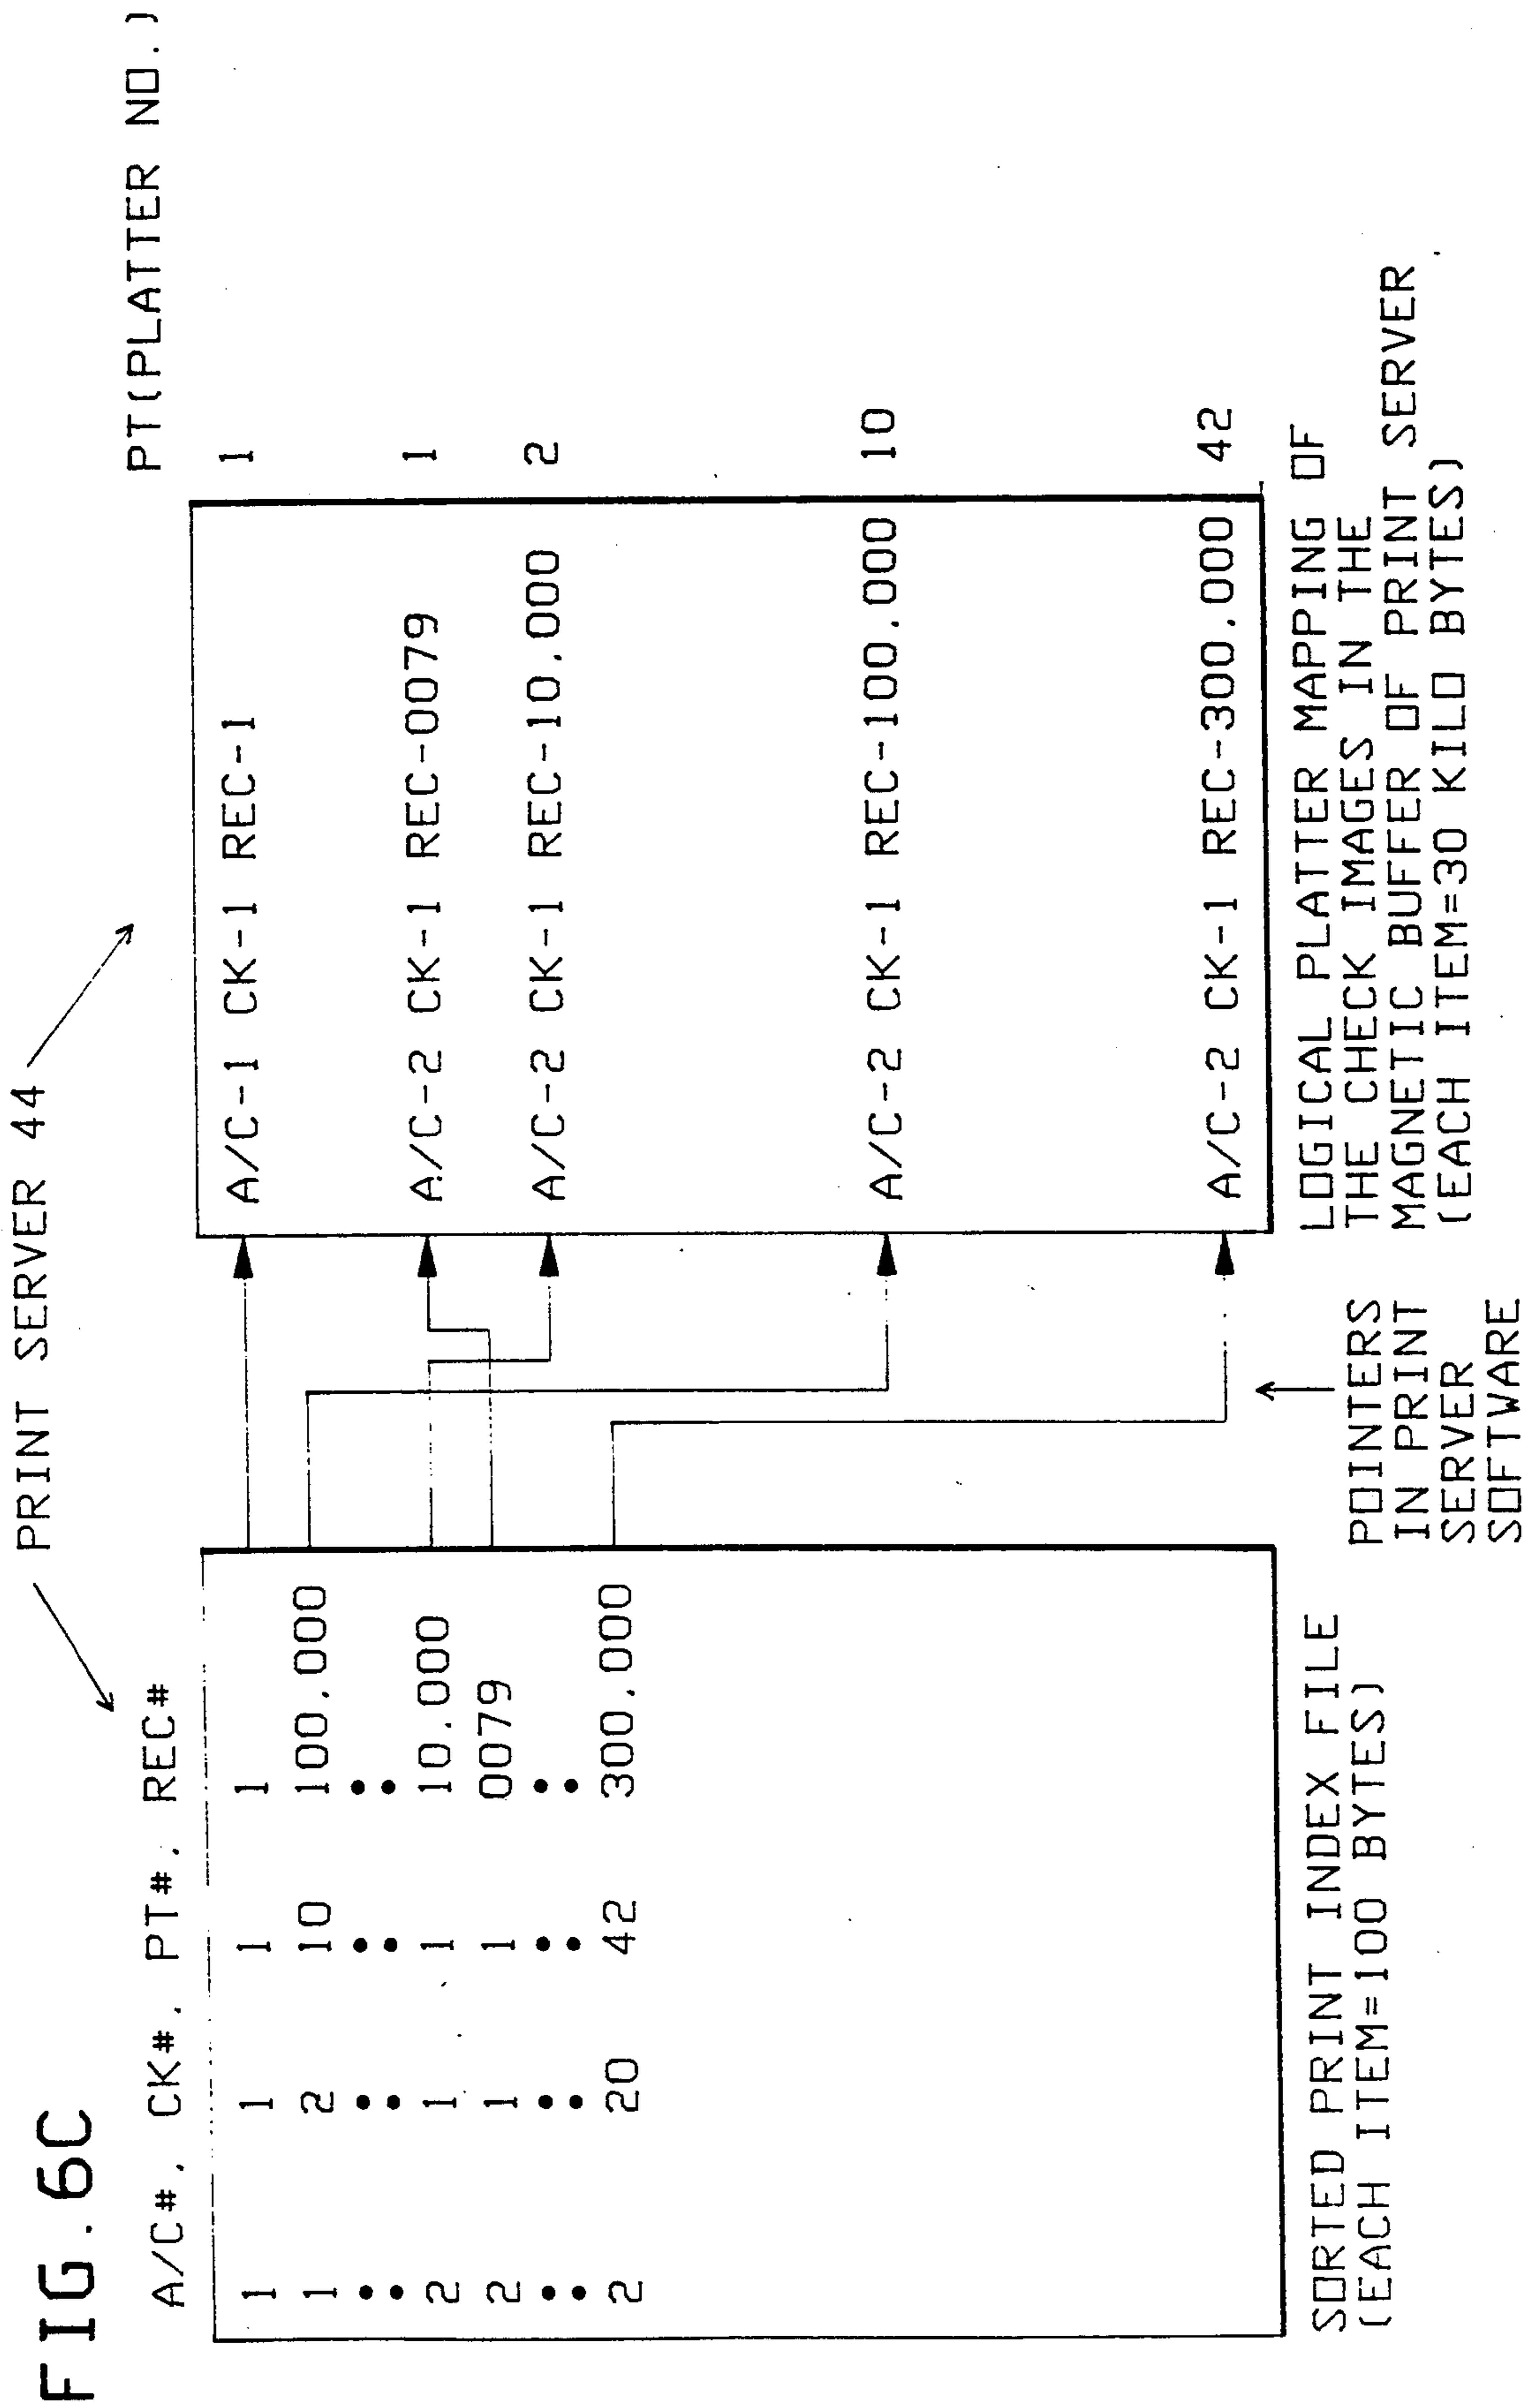 FIG.6C
PRINT SERVER 44
A/C#, CK#, PT#, REC#
1 1 1 1
1 2 10 100,000
2 1 1 10,000
2 1 1 0079
2 20 42 300,000
SORTED PRINT INDEX FILE
(EACH ITEM=100 BYTES)
POINTERS
IN PRINT
SERVER
SOFTWARE
PT(PLATTER NO.)
A/C-1 CK-1 REC-1 1
A/C-2 CK-1 REC-0079 1
A/C-2 CK-1 REC-10,000 2
A/C-2 CK-1 REC-100,000 10
A/C-2 CK-1 REC-300,000 42
LOGICAL PLATTER MAPPING OF
THE CHECK IMAGES IN THE
MAGNETIC BUFFER OF PRINT SERVER
(EACH ITEM=30 KILO BYTES)